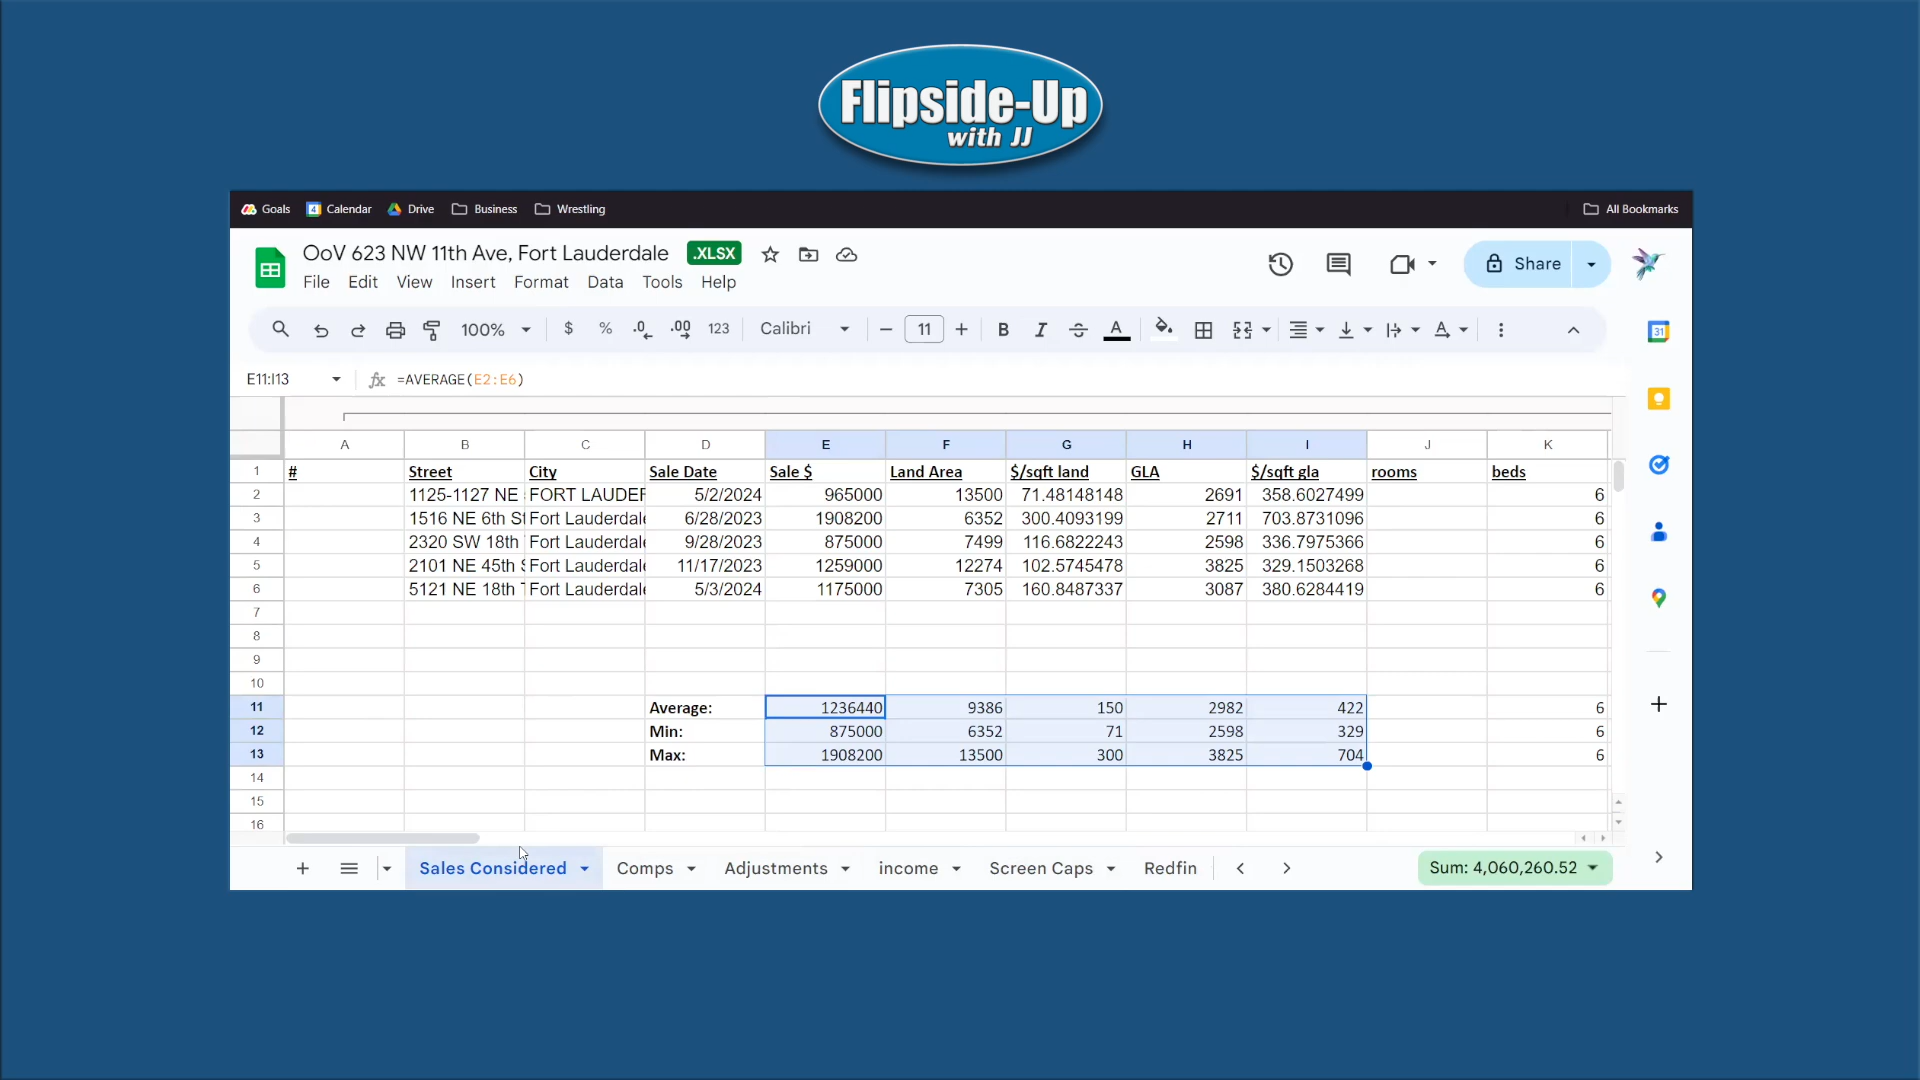 Flipside-Up
with JJ
Goals
Calendar
Drive
Business
Wrestling
All Bookmarks
OoV 623 NW 11th Ave, Fort Lauderdale
.XLSX
File Edit View Insert Format Data Tools Help
Share
100% $ % .0 .00 123 Calibri 11 B I A
31
E11:I13 fx =AVERAGE(E2:E6)
A B C D E F G H I J K
1 # Street City Sale Date Sale $ Land Area $/sqft land GLA $/sqft gla rooms beds
2 1125-1127 NE FORT LAUDER 5/2/2024 965000 13500 71.48148148 2691 358.6027499 6
3 1516 NE 6th St Fort Lauderdale 6/28/2023 1908200 6352 300.4093199 2711 703.8731096 6
4 2320 SW 18th Fort Lauderdale 9/28/2023 875000 7499 116.6822243 2598 336.7975366 6
5 2101 NE 45th S Fort Lauderdale 11/17/2023 1259000 12274 102.5745478 3825 329.1503268 6
6 5121 NE 18th T Fort Lauderdale 5/3/2024 1175000 7305 160.8487337 3087 380.6284419 6
7
8
9
10
11 Average: 1236440 9386 150 2982 422 6
12 Min: 875000 6352 71 2598 329 6
13 Max: 1908200 13500 300 3825 704 6
14
15
16
Sales Considered Comps Adjustments income Screen Caps Redfin Sum: 4,060,260.52